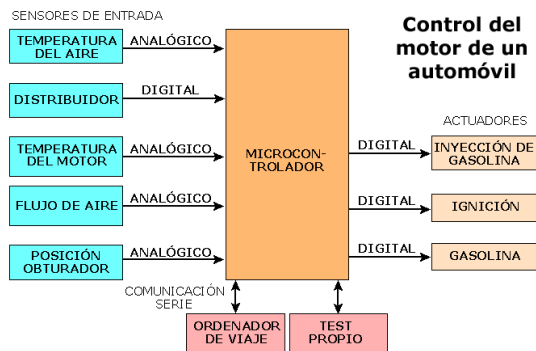 SENSORES DE ENTRADA
Control del
motor de un
automóvil
TEMPERATURA
DEL AIRE
ANALÓGICO
DISTRIBUIDOR
DIGITAL
TEMPERATURA
DEL MOTOR
ANALÓGICO
FLUJO DE AIRE
ANALÓGICO
POSICIÓN
OBTURADOR
ANALÓGICO
MICROCON-
TROLADOR
ACTUADORES
DIGITAL
INYECCIÓN DE
GASOLINA
DIGITAL
IGNICIÓN
DIGITAL
GASOLINA
COMUNICACIÓN
SERIE
ORDENADOR
DE VIAJE
TEST
PROPIO